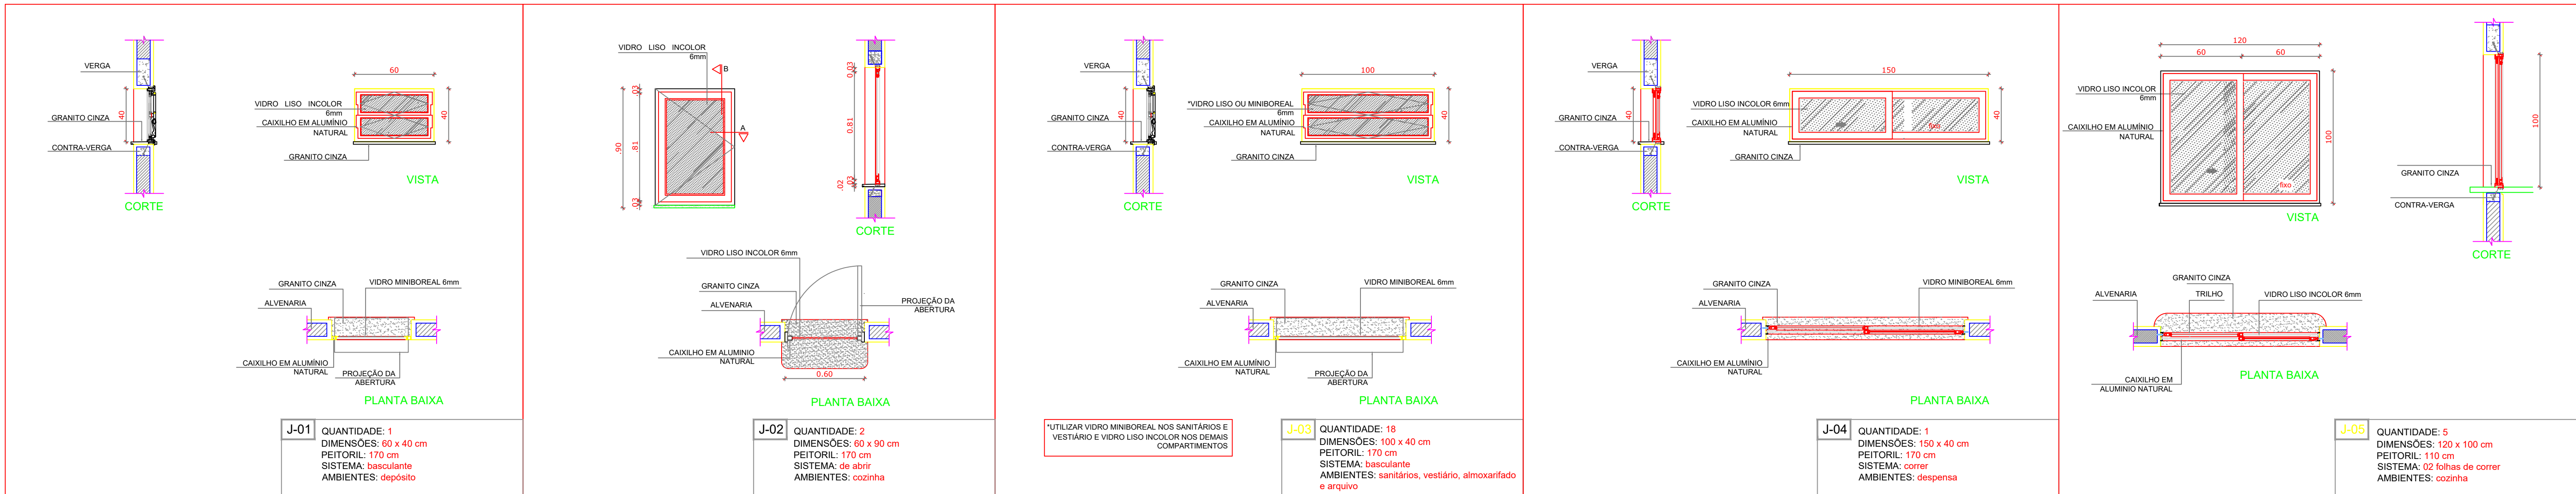 VERGA
GRANITO CINZA
CONTRA-VERGA
40
CORTE
60
40
VIDRO LISO INCOLOR
6mm
CAIXILHO EM ALUMÍNIO
NATURAL
GRANITO CINZA
VISTA
GRANITO CINZA
VIDRO MINIBOREAL 6mm
ALVENARIA
CAIXILHO EM ALUMÍNIO
NATURAL
PROJEÇÃO DA
ABERTURA
PLANTA BAIXA
J-01
QUANTIDADE: 1
DIMENSÕES: 60 x 40 cm
PEITORIL: 170 cm
SISTEMA: basculante
AMBIENTES: depósito
VIDRO LISO INCOLOR
6mm
B
A
.03
.90
.81
.03
0.03
0.81
.03
.02
CORTE
VIDRO LISO INCOLOR 6mm
GRANITO CINZA
ALVENARIA
PROJEÇÃO DA
ABERTURA
CAIXILHO EM ALUMINIO
NATURAL
0.60
PLANTA BAIXA
J-02
QUANTIDADE: 2
DIMENSÕES: 60 x 90 cm
PEITORIL: 170 cm
SISTEMA: de abrir
AMBIENTES: cozinha
VERGA
GRANITO CINZA
CONTRA-VERGA
40
CORTE
100
40
*VIDRO LISO OU MINIBOREAL
6mm
CAIXILHO EM ALUMÍNIO
NATURAL
GRANITO CINZA
VISTA
GRANITO CINZA
VIDRO MINIBOREAL 6mm
ALVENARIA
CAIXILHO EM ALUMÍNIO
NATURAL
PROJEÇÃO DA
ABERTURA
PLANTA BAIXA
*UTILIZAR VIDRO MINIBOREAL NOS SANITÁRIOS E
VESTIÁRIO E VIDRO LISO INCOLOR NOS DEMAIS
COMPARTIMENTOS
J-03
QUANTIDADE: 18
DIMENSÕES: 100 x 40 cm
PEITORIL: 170 cm
SISTEMA: basculante
AMBIENTES: sanitários, vestiário, almoxarifado
e arquivo
VERGA
GRANITO CINZA
CONTRA-VERGA
40
CORTE
150
40
VIDRO LISO INCOLOR 6mm
CAIXILHO EM ALUMÍNIO
NATURAL
fixo
GRANITO CINZA
VISTA
GRANITO CINZA
VIDRO MINIBOREAL 6mm
ALVENARIA
CAIXILHO EM ALUMÍNIO
NATURAL
PLANTA BAIXA
J-04
QUANTIDADE: 1
DIMENSÕES: 150 x 40 cm
PEITORIL: 170 cm
SISTEMA: correr
AMBIENTES: despensa
120
60
60
VIDRO LISO INCOLOR
6mm
CAIXILHO EM ALUMÍNIO
NATURAL
100
fixo
VISTA
100
GRANITO CINZA
CONTRA-VERGA
CORTE
GRANITO CINZA
ALVENARIA
TRILHO
VIDRO LISO INCOLOR 6mm
CAIXILHO EM
ALUMINIO NATURAL
PLANTA BAIXA
J-05
QUANTIDADE: 5
DIMENSÕES: 120 x 100 cm
PEITORIL: 110 cm
SISTEMA: 02 folhas de correr
AMBIENTES: cozinha